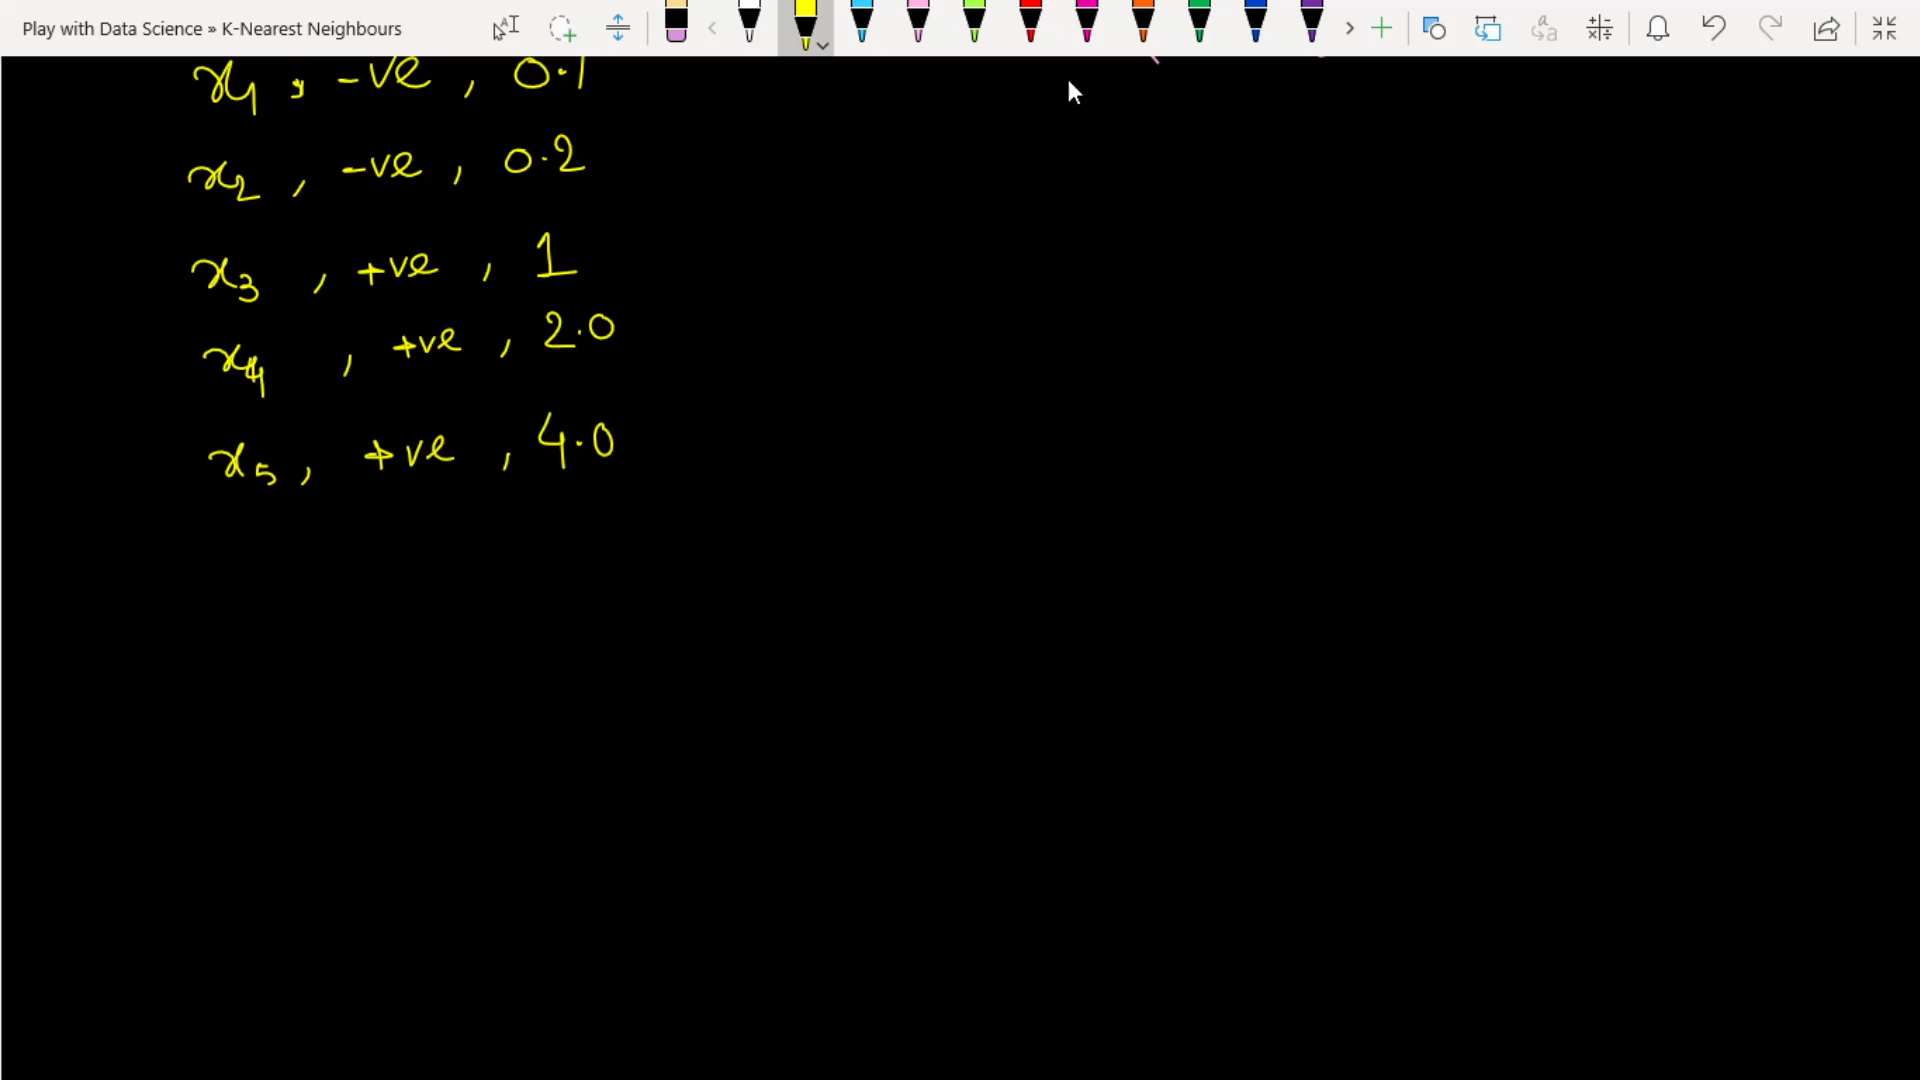 Play with Data Science » K-Nearest Neighbours
x1, -ve, 0.1
x2, -ve, 0.2
x3, +ve, 1
x4, +ve, 2.0
x5, +ve, 4.0